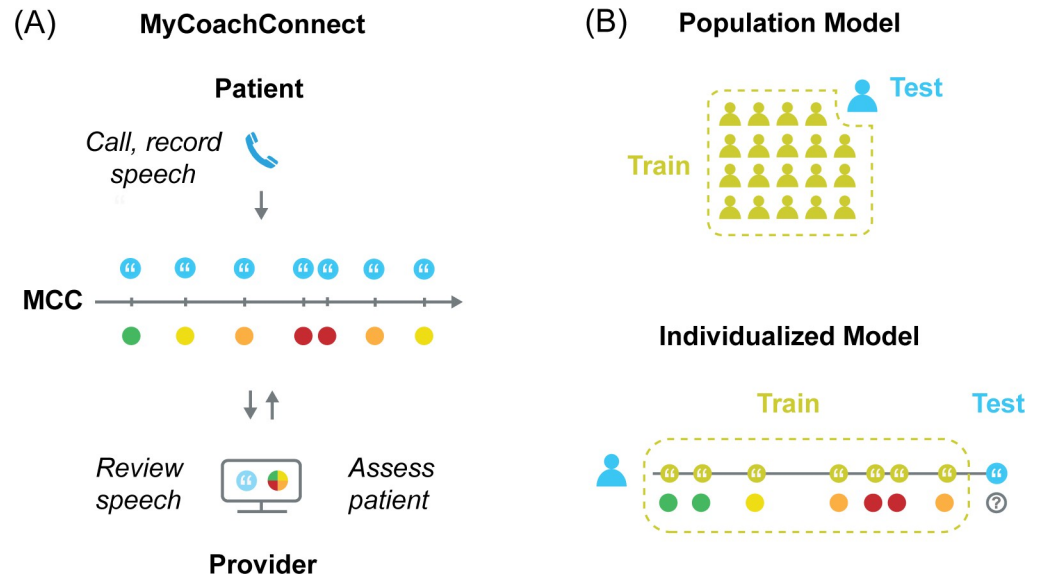 (A)
MyCoachConnect
Patient
Call, record
speech
MCC
Review
speech
Assess
patient
Provider
(B)
Population Model
Test
Train
Individualized Model
Train
Test
?